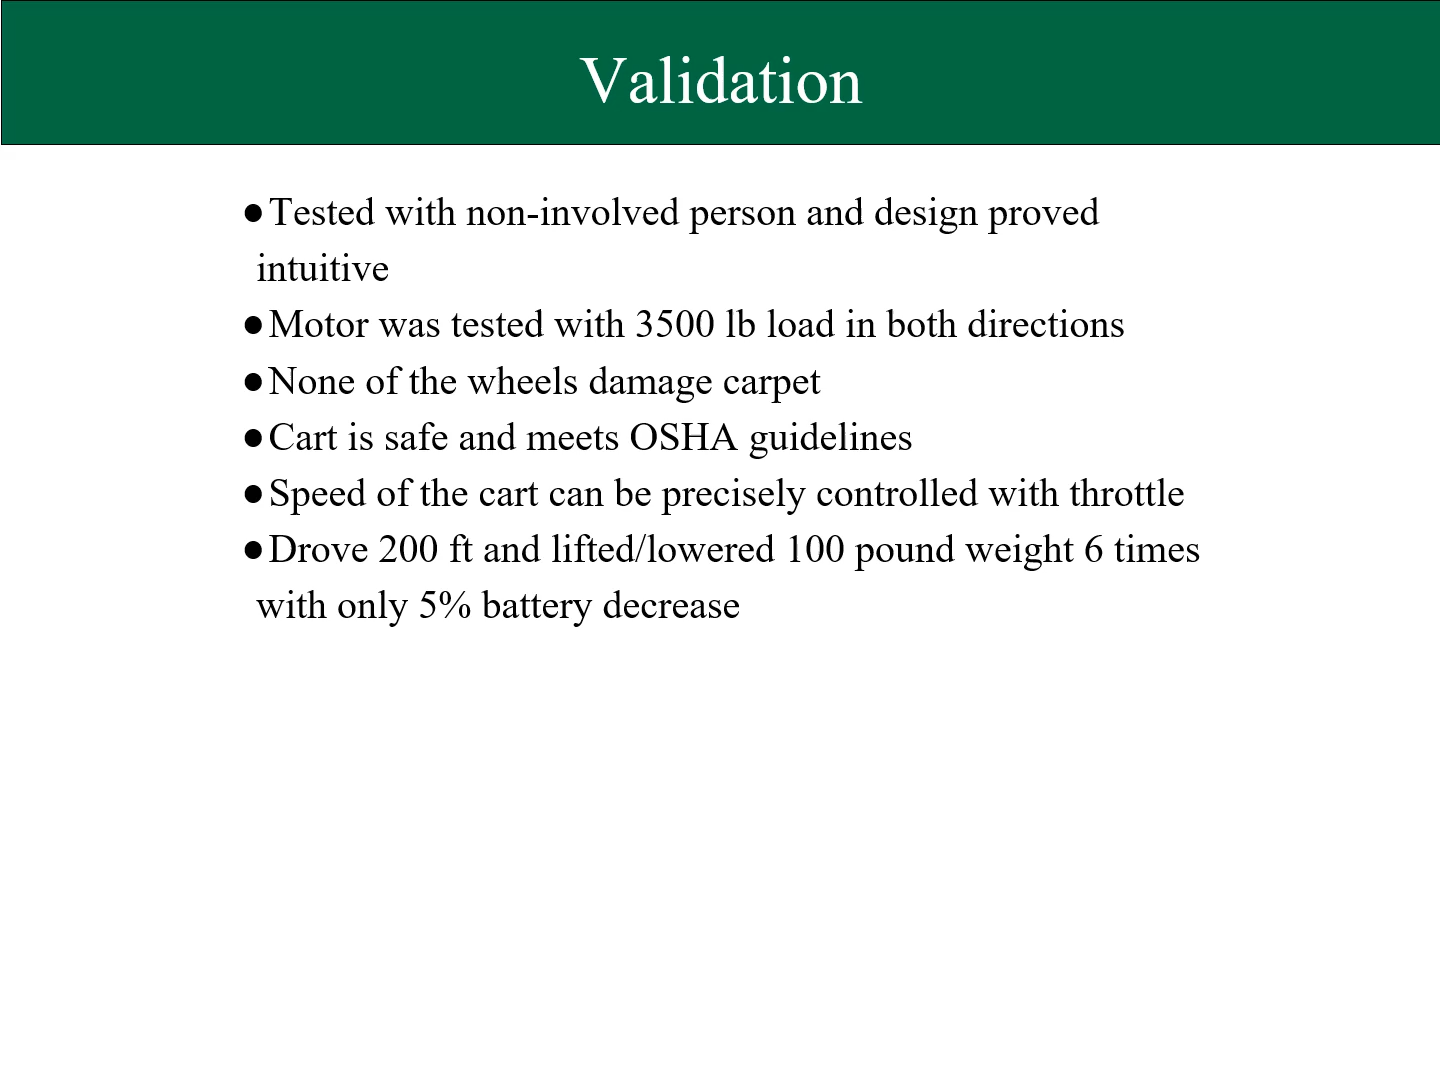 Validation
●Tested with non-involved person and design proved
intuitive
●Motor was tested with 3500 lb load in both directions
●None of the wheels damage carpet
●Cart is safe and meets OSHA guidelines
●Speed of the cart can be precisely controlled with throttle
●Drove 200 ft and lifted/lowered 100 pound weight 6 times
with only 5% battery decrease